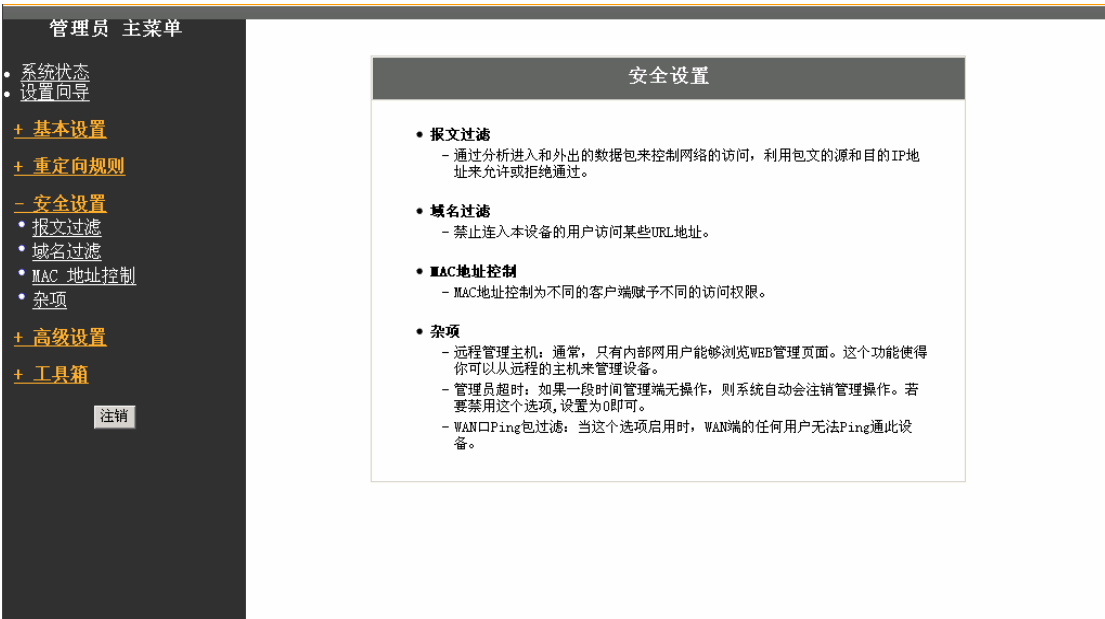 管理员 主菜单
系统状态
设置向导
+ 基本设置
+ 重定向规则
- 安全设置
报文过滤
域名过滤
MAC 地址控制
杂项
+ 高级设置
+ 工具箱
注销
安全设置
报文过滤
- 通过分析进入和外出的数据包来控制网络的访问，利用包文的源和目的IP地
址来允许或拒绝通过。
域名过滤
- 禁止连入本设备的用户访问某些URL地址。
MAC地址控制
- MAC地址控制为不同的客户端赋予不同的访问权限。
杂项
- 远程管理主机：通常，只有内部网用户能够浏览WEB管理页面。这个功能使得
你可以从远程的主机来管理设备。
- 管理员超时：如果一段时间管理端无操作，则系统自动会注销管理操作。若
要禁用这个选项,设置为0即可。
- WAN口Ping包过滤：当这个选项启用时，WAN端的任何用户无法Ping通此设
备。